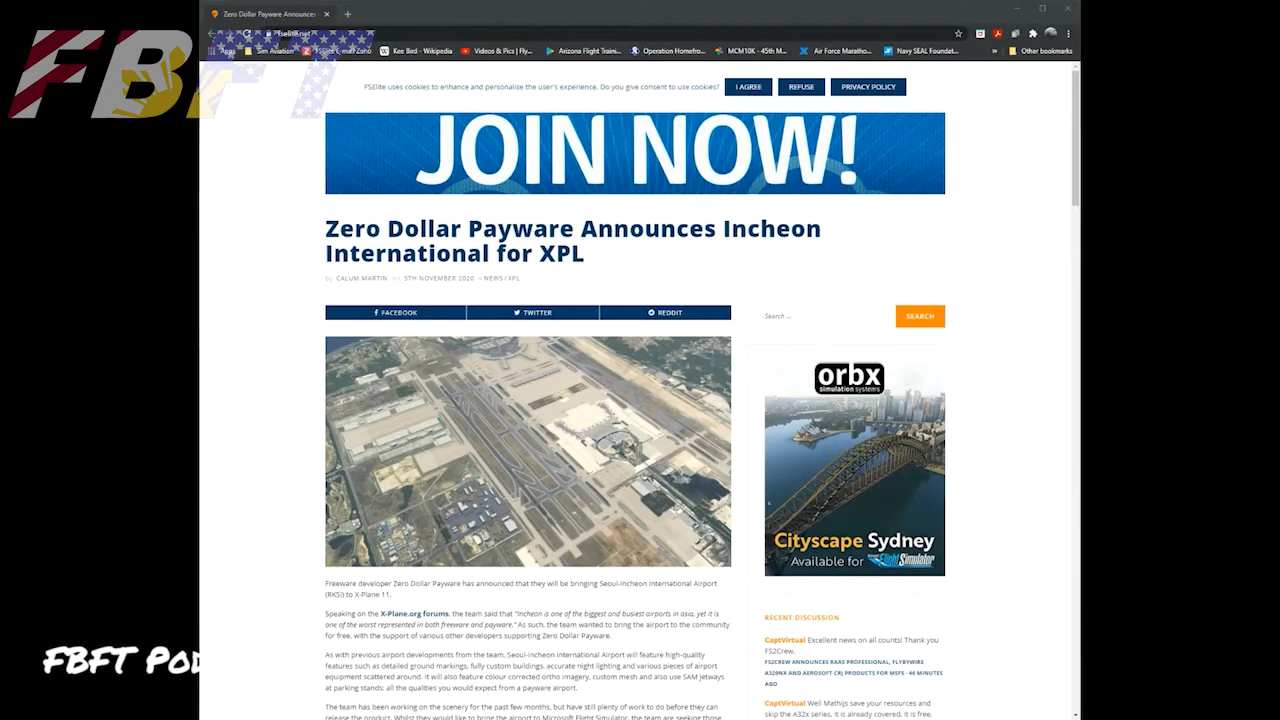 Zero Dollar Payware Announces
fselite.net
Apps
Sim Aviation
FSElite Team Zoho
Kee Bird - Wikipedia
Videos & Pics | Fly...
Arizona Flight Traini...
Operation Homefro...
MCM10K - 45th M...
Air Force Maratho...
Navy SEAL Foundat...
»
Other bookmarks
FBFT
FSElite uses cookies to enhance and personalise the user's experience. Do you give consent to use cookies?
I AGREE
REFUSE
PRIVACY POLICY
JOIN NOW!
Zero Dollar Payware Announces Incheon
International for XPL
by CALUM.MARTIN on 5TH NOVEMBER 2020 • NEWS / XPL
FACEBOOK
TWITTER
REDDIT
Search ...
SEARCH
orbx
simulation systems
Cityscape Sydney
Available for Microsoft Flight Simulator
Freeware developer Zero Dollar Payware has announced that they will be bringing Seoul-Incheon International Airport
(RKSI) to X-Plane 11.
Speaking on the X-Plane.org forums, the team said that "Incheon is one of the biggest and busiest airports in asia, yet it is
one of the worst represented in both freeware and payware." As such, the team wanted to bring the airport to the community
for free, with the support of various other developers supporting Zero Dollar Payware.
As with previous airport developments from the team, Seoul-Incheon International Airport will feature high-quality
features such as detailed ground markings, fully custom buildings, accurate night lighting and various pieces of airport
equipment scattered around. It will also feature colour corrected ortho imagery, custom mesh and also use SAM jetways
at parking stands: all the qualities you would expect from a payware airport.
The team has been working on the scenery for the past few months, but have still plenty of work to do before they can
release the product. Whilst they would like to bring the airport to Microsoft Flight Simulator, the team are seeking those
RECENT DISCUSSION
CaptVirtual Excellent news on all counts! Thank you
FS2Crew.
FS2CREW ANNOUNCES RAAS PROFESSIONAL, FLYBYWIRE
A320NX AND AEROSOFT CRJ PRODUCTS FOR MSFS · 46 MINUTES
AGO
CaptVirtual Well Mathijs save your resources and
skip the A32x series, it is already covered, it is free,
FBFT Pod